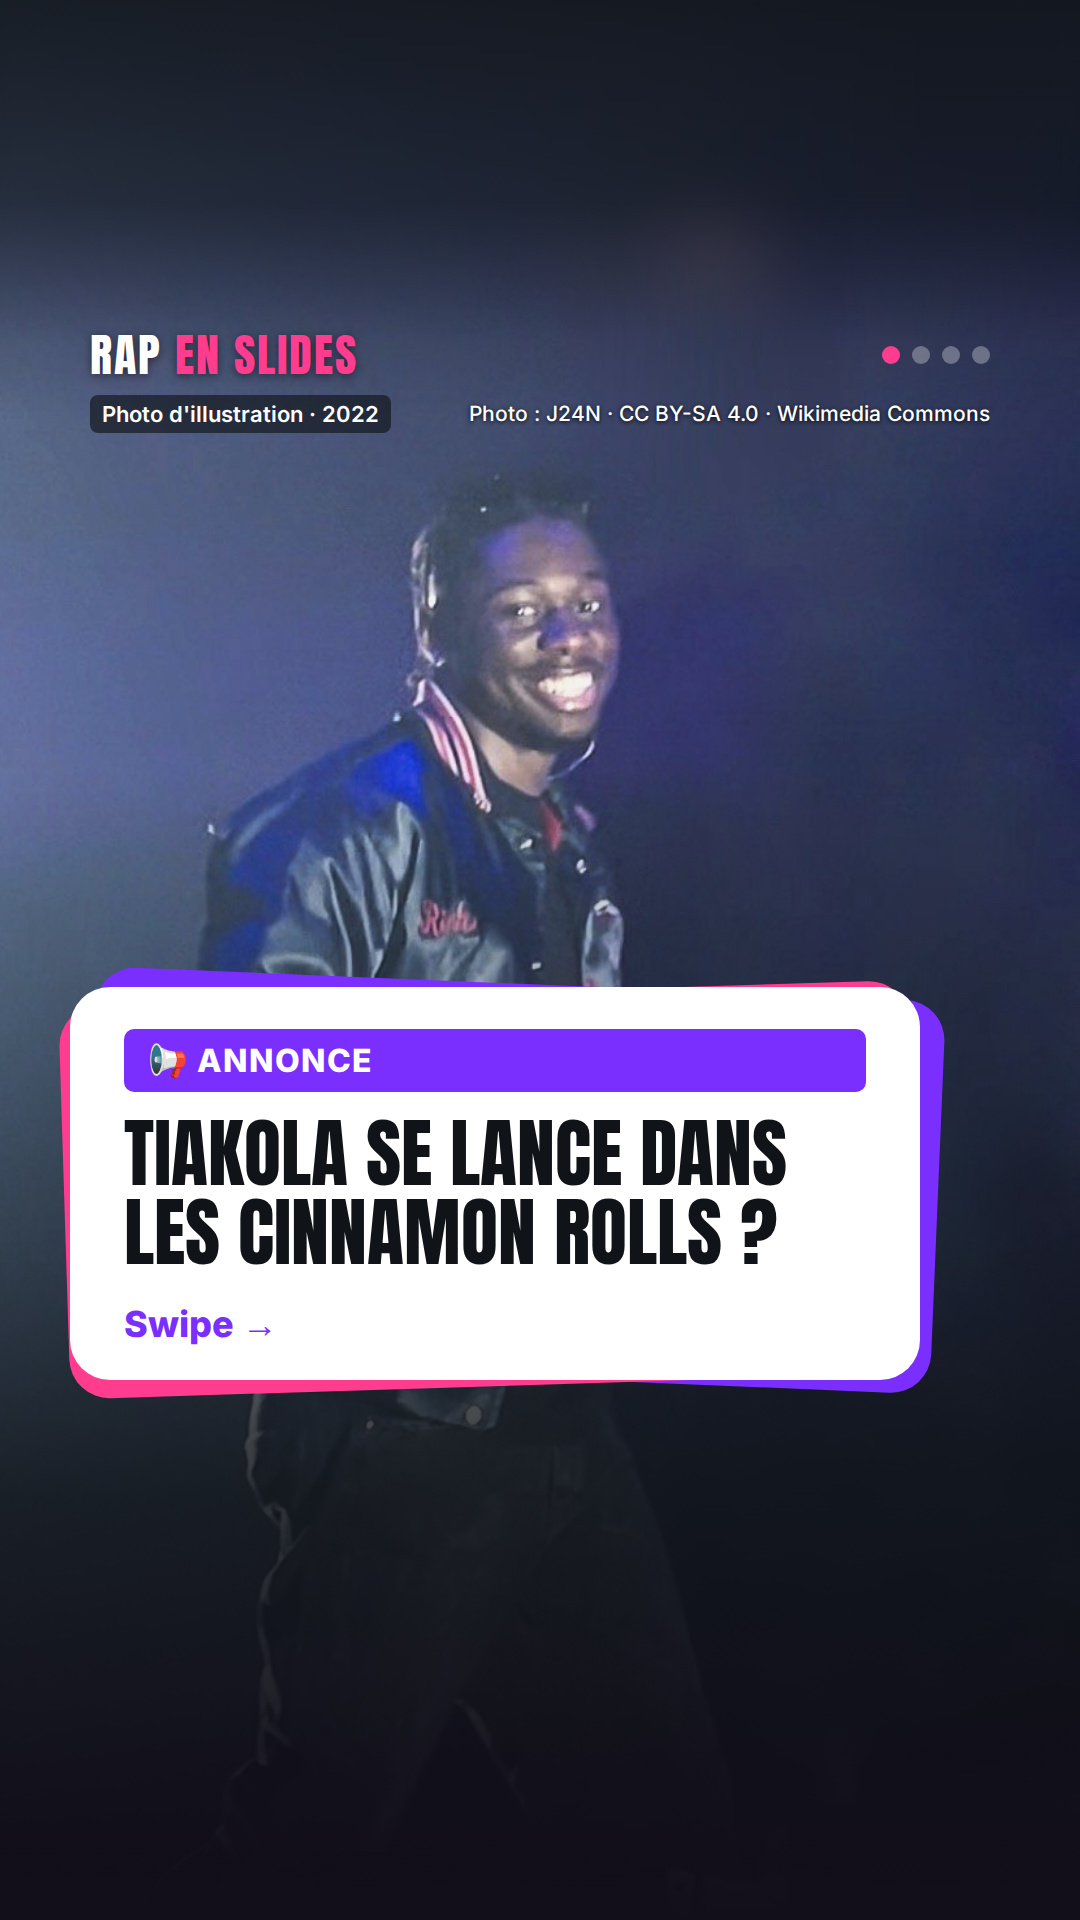 RAP EN SLIDES
Photo d'illustration · 2022
Photo : J24N · CC BY-SA 4.0 · Wikimedia Commons
Rich
📢 ANNONCE
TIAKOLA SE LANCE DANS
LES CINNAMON ROLLS ?
Swipe →